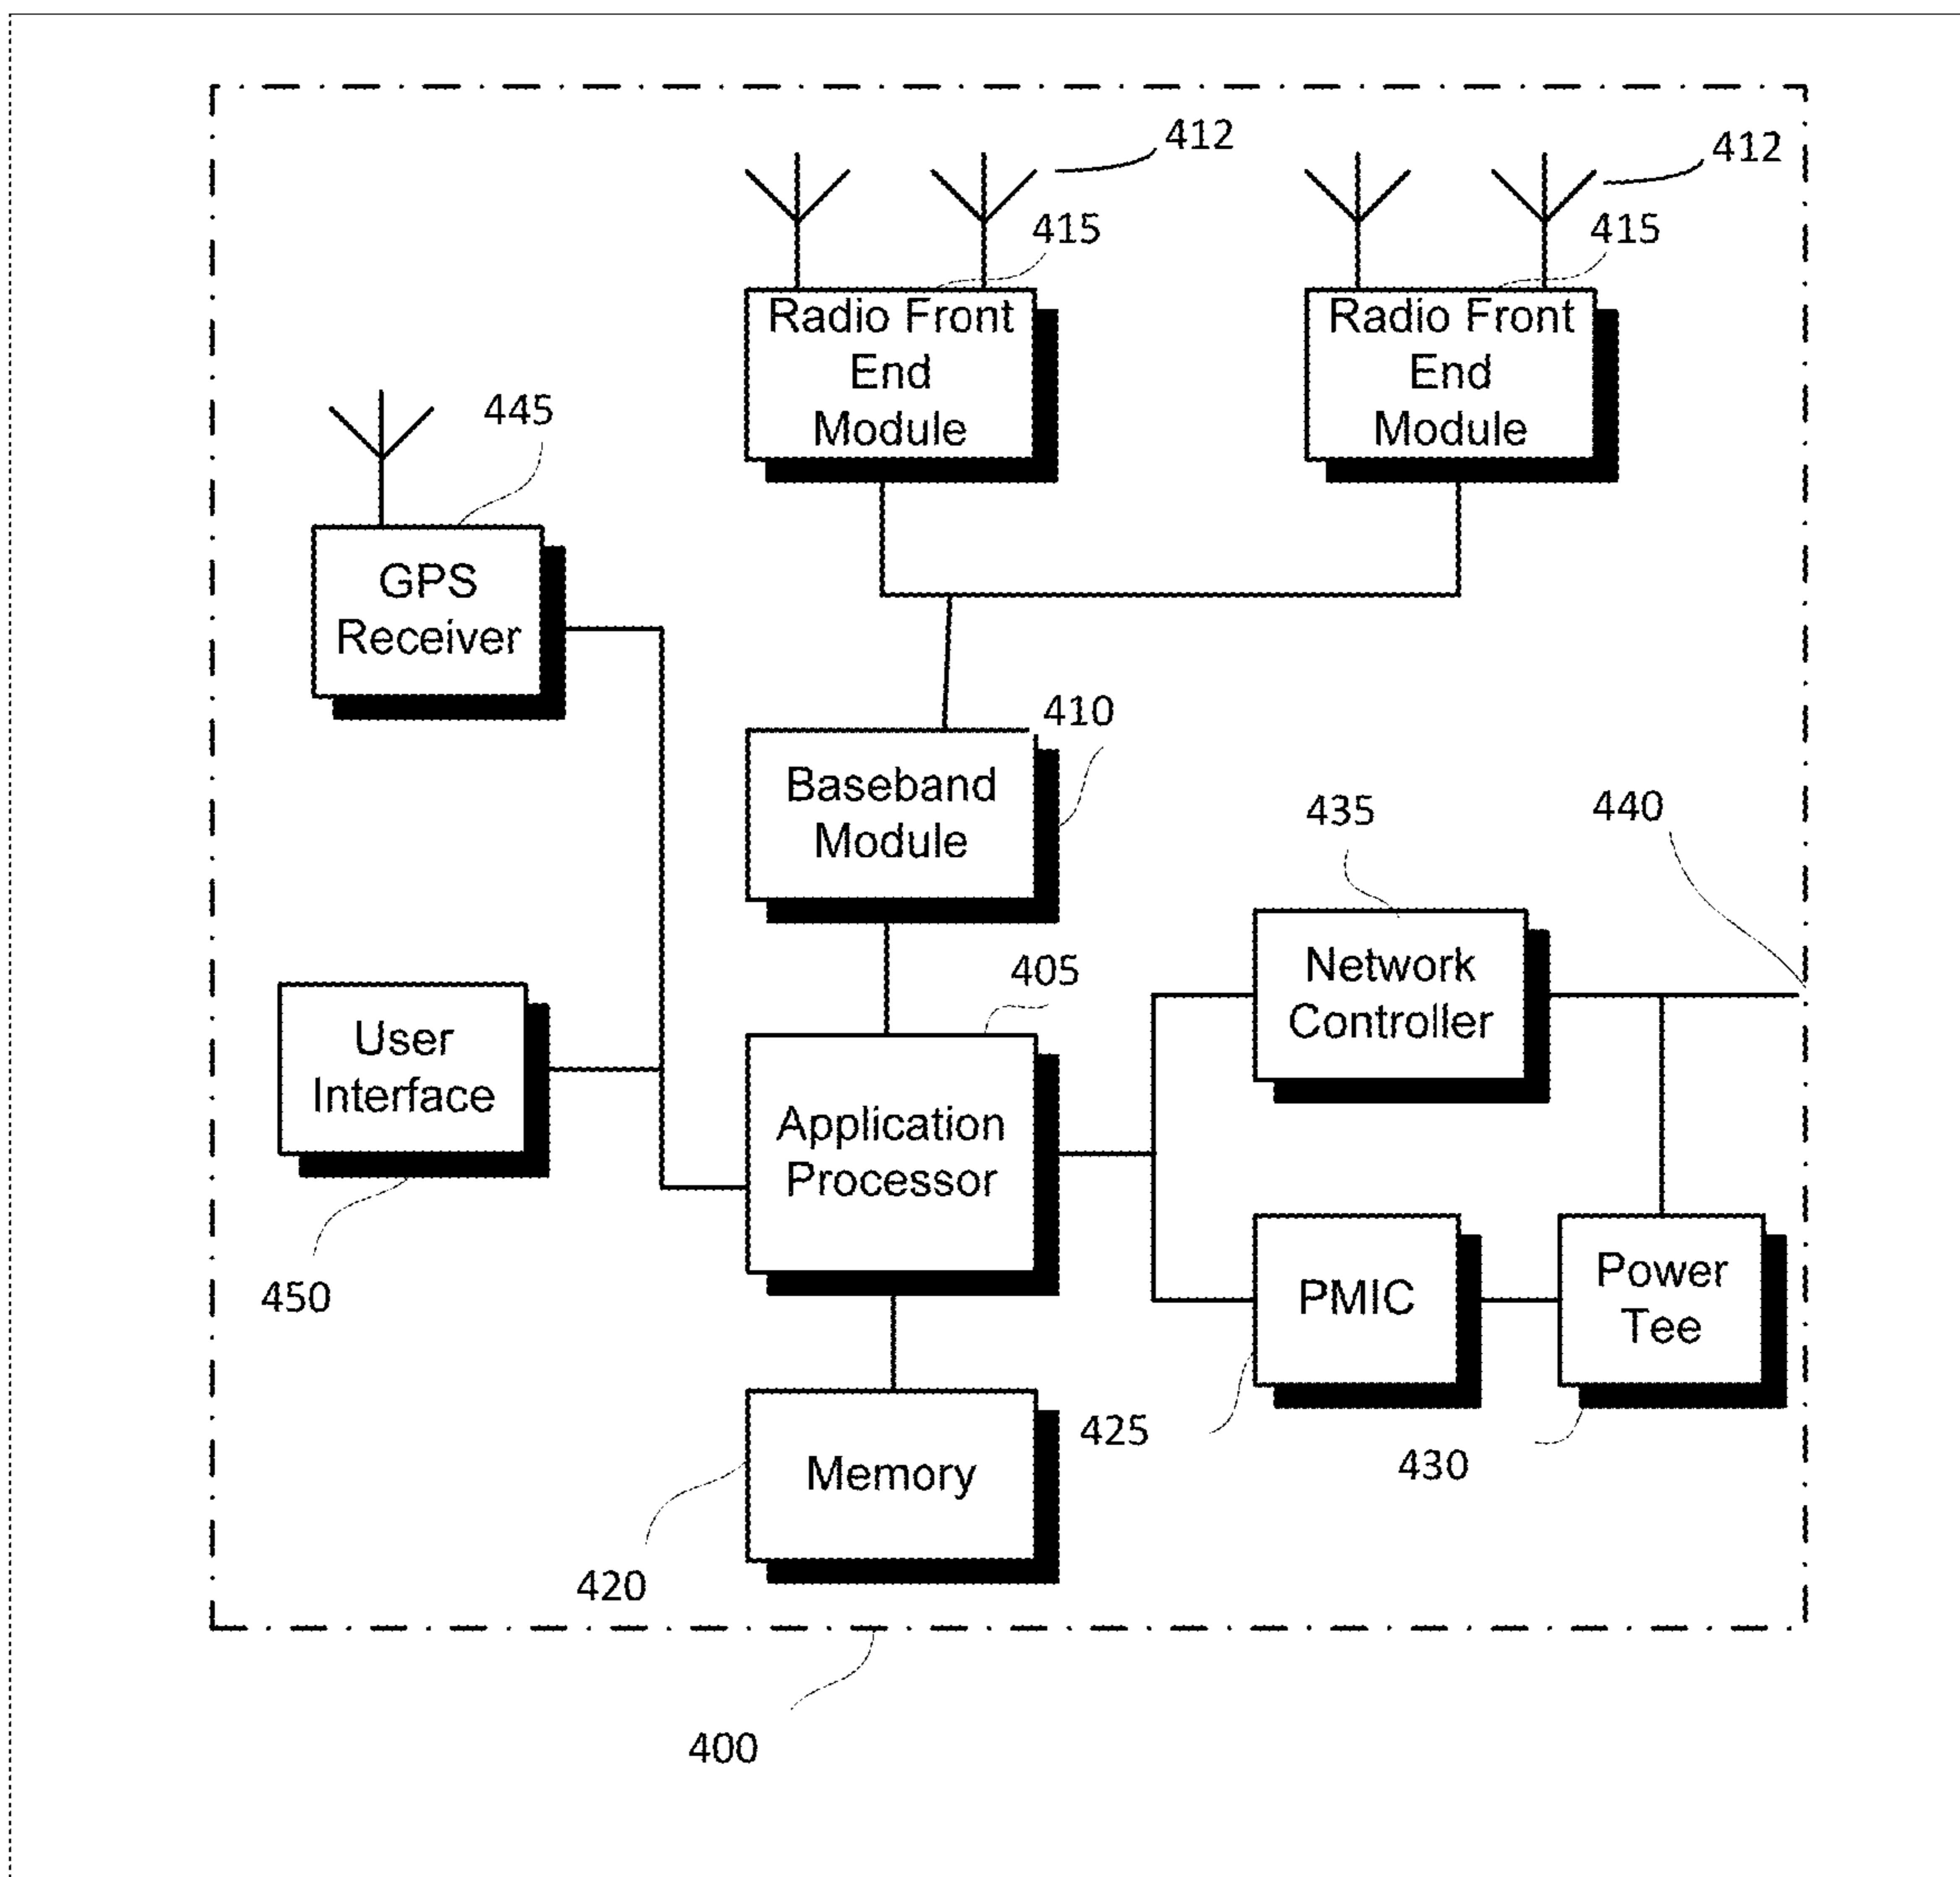 412
412
415
415
Radio Front
End
Module
Radio Front
End
Module
445
GPS
Receiver
410
Baseband
Module
435
440
Network
Controller
405
User
Interface
Application
Processor
450
PMIC
Power
Tee
425
430
Memory
420
400